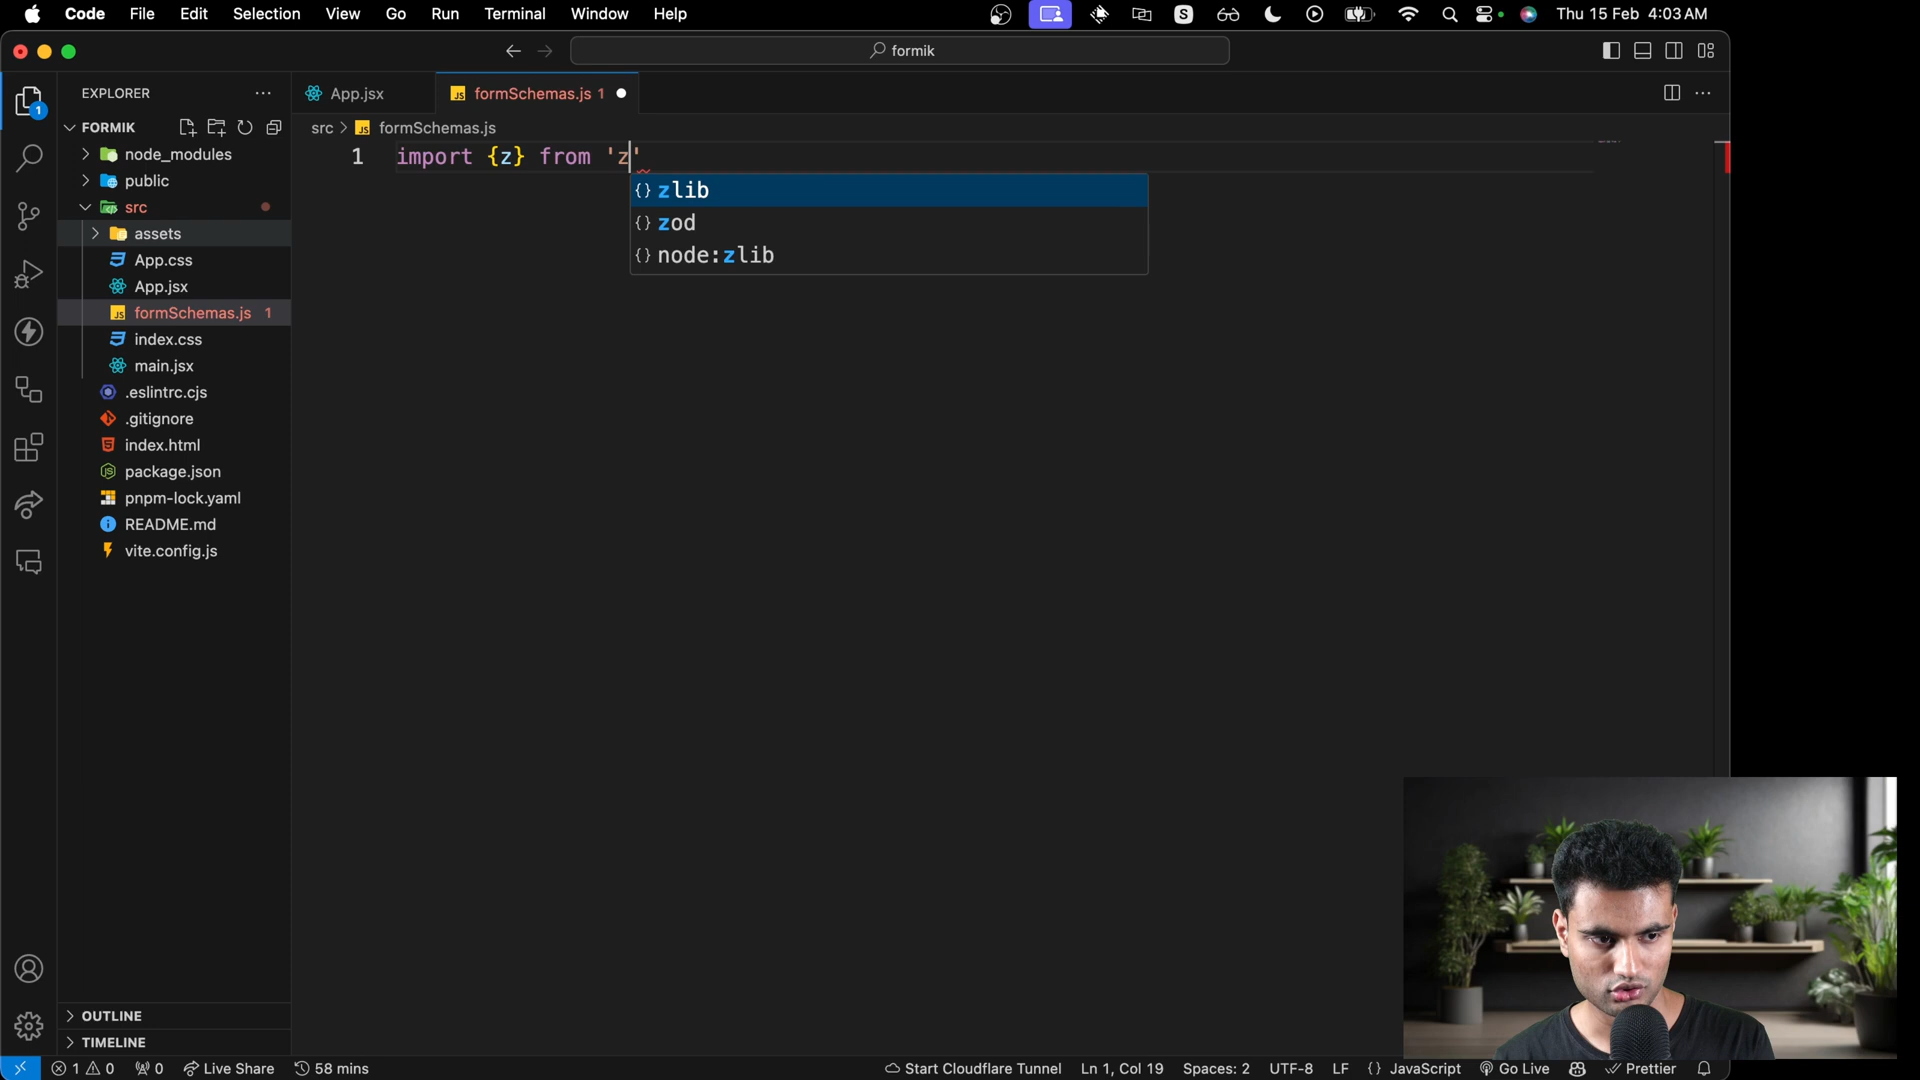 Code File Edit Selection View Go Run Terminal Window Help S Thu 15 Feb 4:03 AM
formik
EXPLORER
App.jsx
formSchemas.js 1
FORMIK
src > JS formSchemas.js
node_modules
public
src
assets
App.css
App.jsx
JS formSchemas.js 1
index.css
main.jsx
.eslintrc.cjs
.gitignore
index.html
package.json
pnpm-lock.yaml
README.md
vite.config.js
1 import {z} from 'z'
zlib
zod
node:zlib
1
OUTLINE
TIMELINE
1 0 0 Live Share 58 mins Start Cloudflare Tunnel Ln 1, Col 19 Spaces: 2 UTF-8 LF {} JavaScript Go Live Prettier